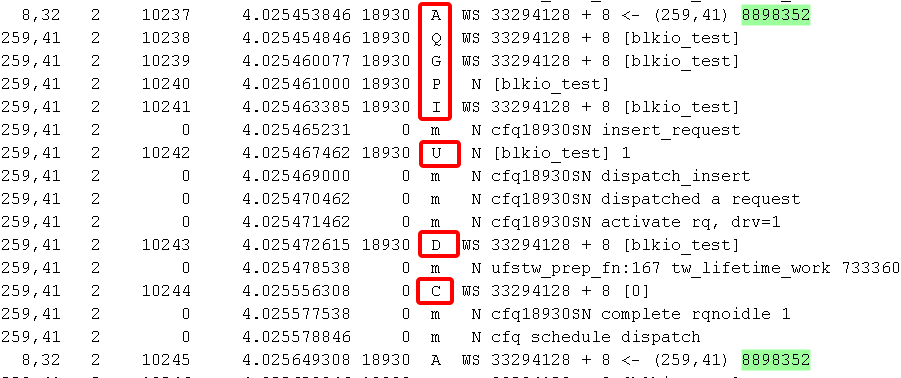 8,32 2 10237 4.025453846 18930 A WS 33294128 + 8 <- (259,41) 8898352
259,41 2 10238 4.025454846 18930 Q WS 33294128 + 8 [blkio_test]
259,41 2 10239 4.025460077 18930 G WS 33294128 + 8 [blkio_test]
259,41 2 10240 4.025461000 18930 P N [blkio_test]
259,41 2 10241 4.025463385 18930 I WS 33294128 + 8 [blkio_test]
259,41 2 0 4.025465231 0 m N cfq18930SN insert_request
259,41 2 10242 4.025467462 18930 U N [blkio_test] 1
259,41 2 0 4.025469000 0 m N cfq18930SN dispatch_insert
259,41 2 0 4.025470462 0 m N cfq18930SN dispatched a request
259,41 2 0 4.025471462 0 m N cfq18930SN activate rq, drv=1
259,41 2 10243 4.025472615 18930 D WS 33294128 + 8 [blkio_test]
259,41 2 0 4.025478538 0 m N ufstw_prep_fn:167 tw_lifetime_work 733360
259,41 2 10244 4.025556308 0 C WS 33294128 + 8 [0]
259,41 2 0 4.025577538 0 m N cfq18930SN complete rqnoidle 1
259,41 2 0 4.025578846 0 m N cfq schedule dispatch
8,32 2 10245 4.025649308 18930 A WS 33294128 + 8 <- (259,41) 8898352